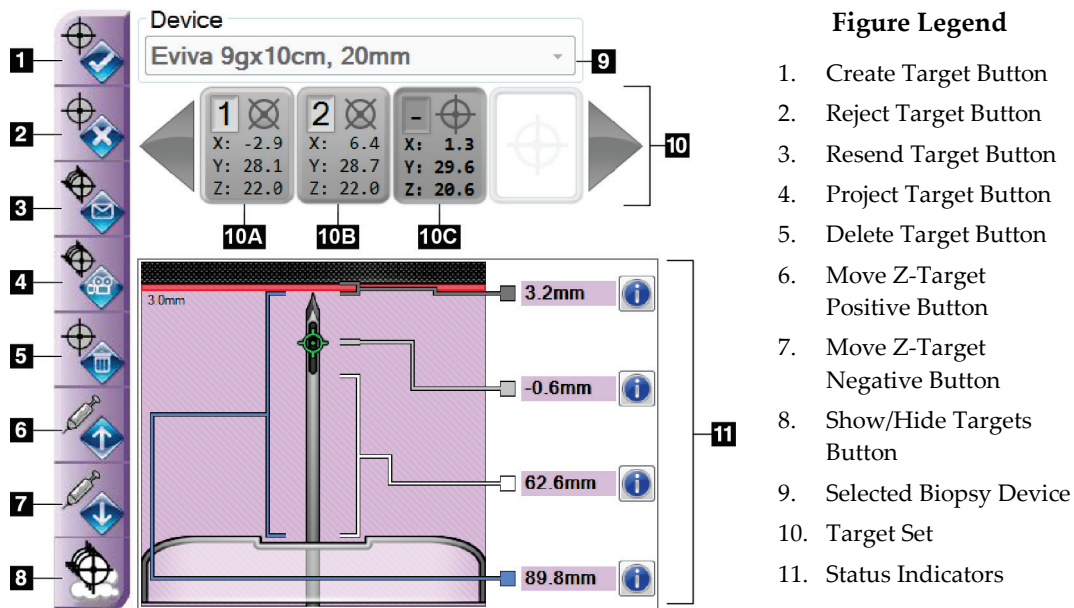 Device
Eviva 9gx10cm, 20mm
1
2
3
4
5
6
7
8
9
1
X: -2.9
Y: 28.1
Z: 22.0
2
X: 6.4
Y: 28.7
Z: 22.0
-
X: 1.3
Y: 29.6
Z: 20.6
10
10A
10B
10C
3.0mm
3.2mm
-0.6mm
62.6mm
89.8mm
11
Figure Legend
1. Create Target Button
2. Reject Target Button
3. Resend Target Button
4. Project Target Button
5. Delete Target Button
6. Move Z-Target
Positive Button
7. Move Z-Target
Negative Button
8. Show/Hide Targets
Button
9. Selected Biopsy Device
10. Target Set
11. Status Indicators